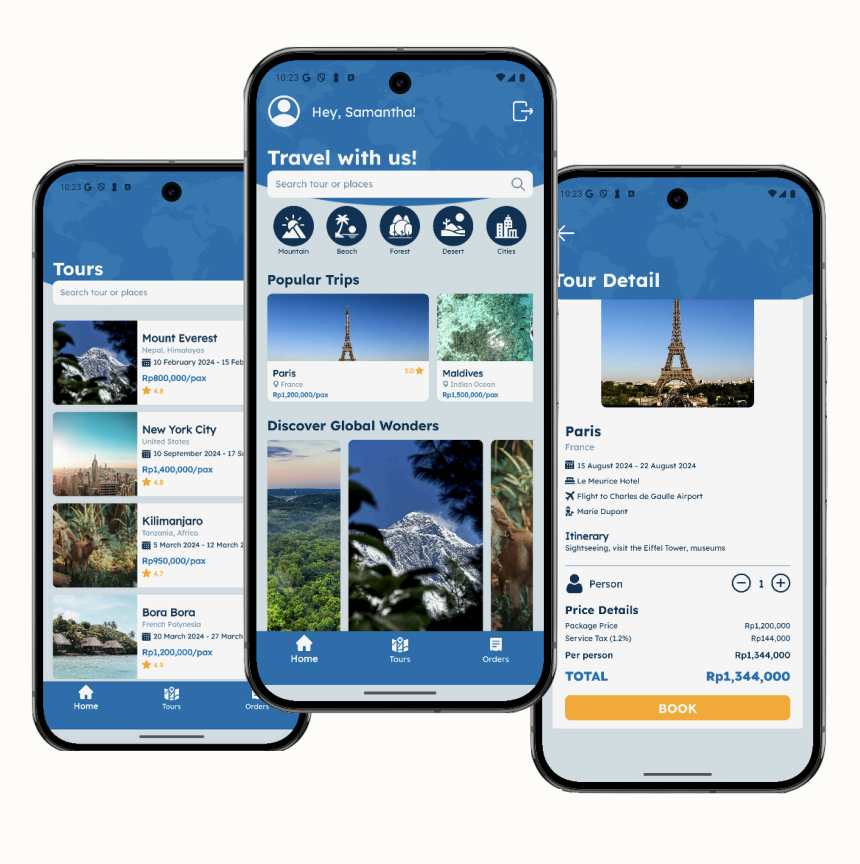 10:23 G
Tours
Search tour or places
Mount Everest
Nepal, Himalayas
10 February 2024 - 15 Feb
Rp800,000/pax
4.8
New York City
United States
10 September 2024 - 17 S
Rp1,400,000/pax
4.8
Kilimanjaro
Tanzania, Africa
5 March 2024 - 12 March 2
Rp950,000/pax
4.7
Bora Bora
French Polynesia
20 March 2024 - 27 March
Rp1,200,000/pax
4.9
Home
Tours
Orders
10:23 G
Hey, Samantha!
Travel with us!
Search tour or places
Mountain
Beach
Forest
Desert
Cities
Popular Trips
Paris
5.0
France
Rp1,200,000/pax
Maldives
Indian Ocean
Rp1,500,000/pax
Discover Global Wonders
Home
Tours
Orders
10:23 G
Tour Detail
Paris
France
15 August 2024 - 22 August 2024
Le Meurice Hotel
Flight to Charles de Gaulle Airport
Marie Dupont
Itinerary
Sightseeing, visit the Eiffel Tower, museums
Person
1
Price Details
Package Price Rp1,200,000
Service Tax (1.2%) Rp144,000
Per person Rp1,344,000
TOTAL Rp1,344,000
BOOK